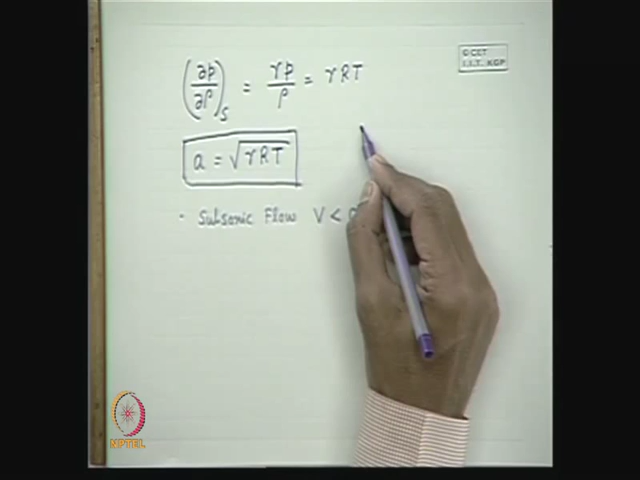 (∂p/∂ρ)s = γp/ρ = γRT
© CET
I.I.T. KGP
a = √γRT
· Subsonic Flow V <
NPTEL